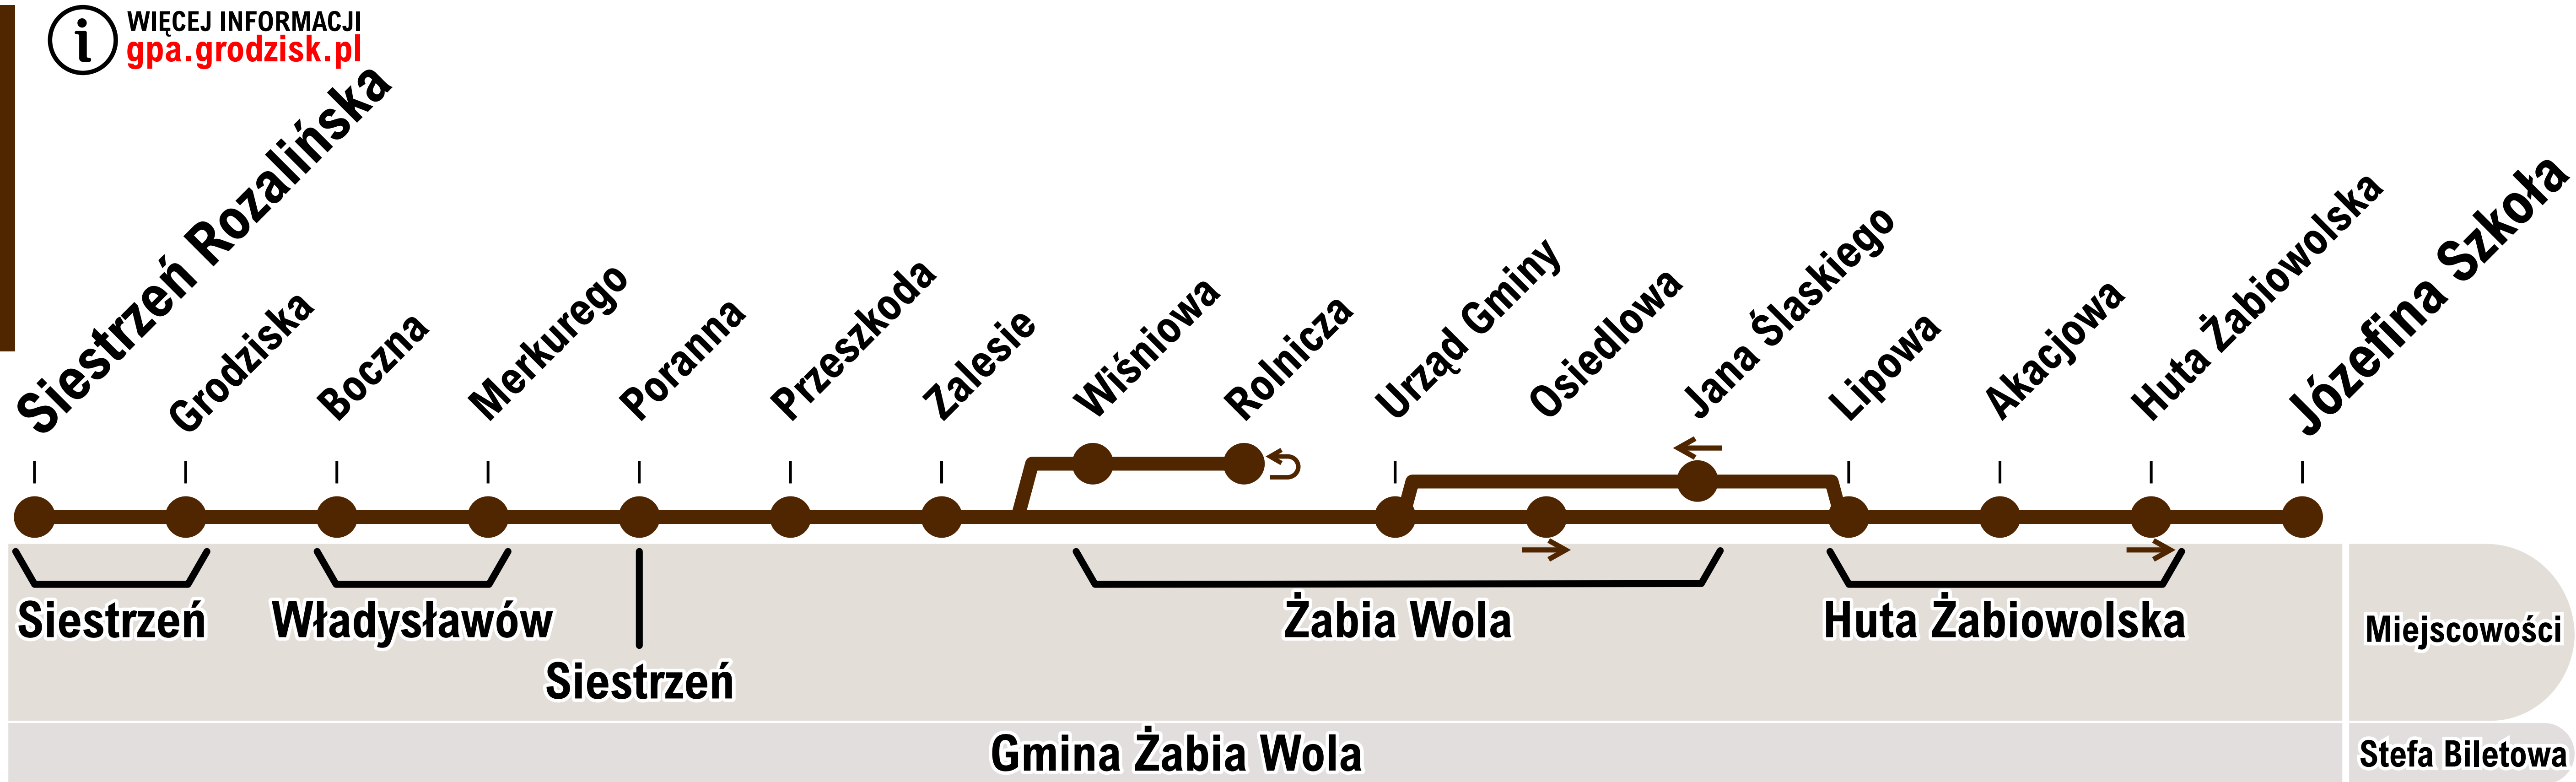 WIĘCEJ INFORMACJI
gpa.grodzisk.pl
Siestrzeń Rozalińska
Grodziska
Boczna
Merkurego
Poranna
Przeszkoda
Zalesie
Wiśniowa
Rolnicza
Urząd Gminy
Osiedlowa
Jana Ślaskiego
Lipowa
Akacjowa
Huta Żabiowolska
Józefina Szkoła
Siestrzeń
Władysławów
Siestrzeń
Żabia Wola
Huta Żabiowolska
Miejscowości
Gmina Żabia Wola
Stefa Biletowa